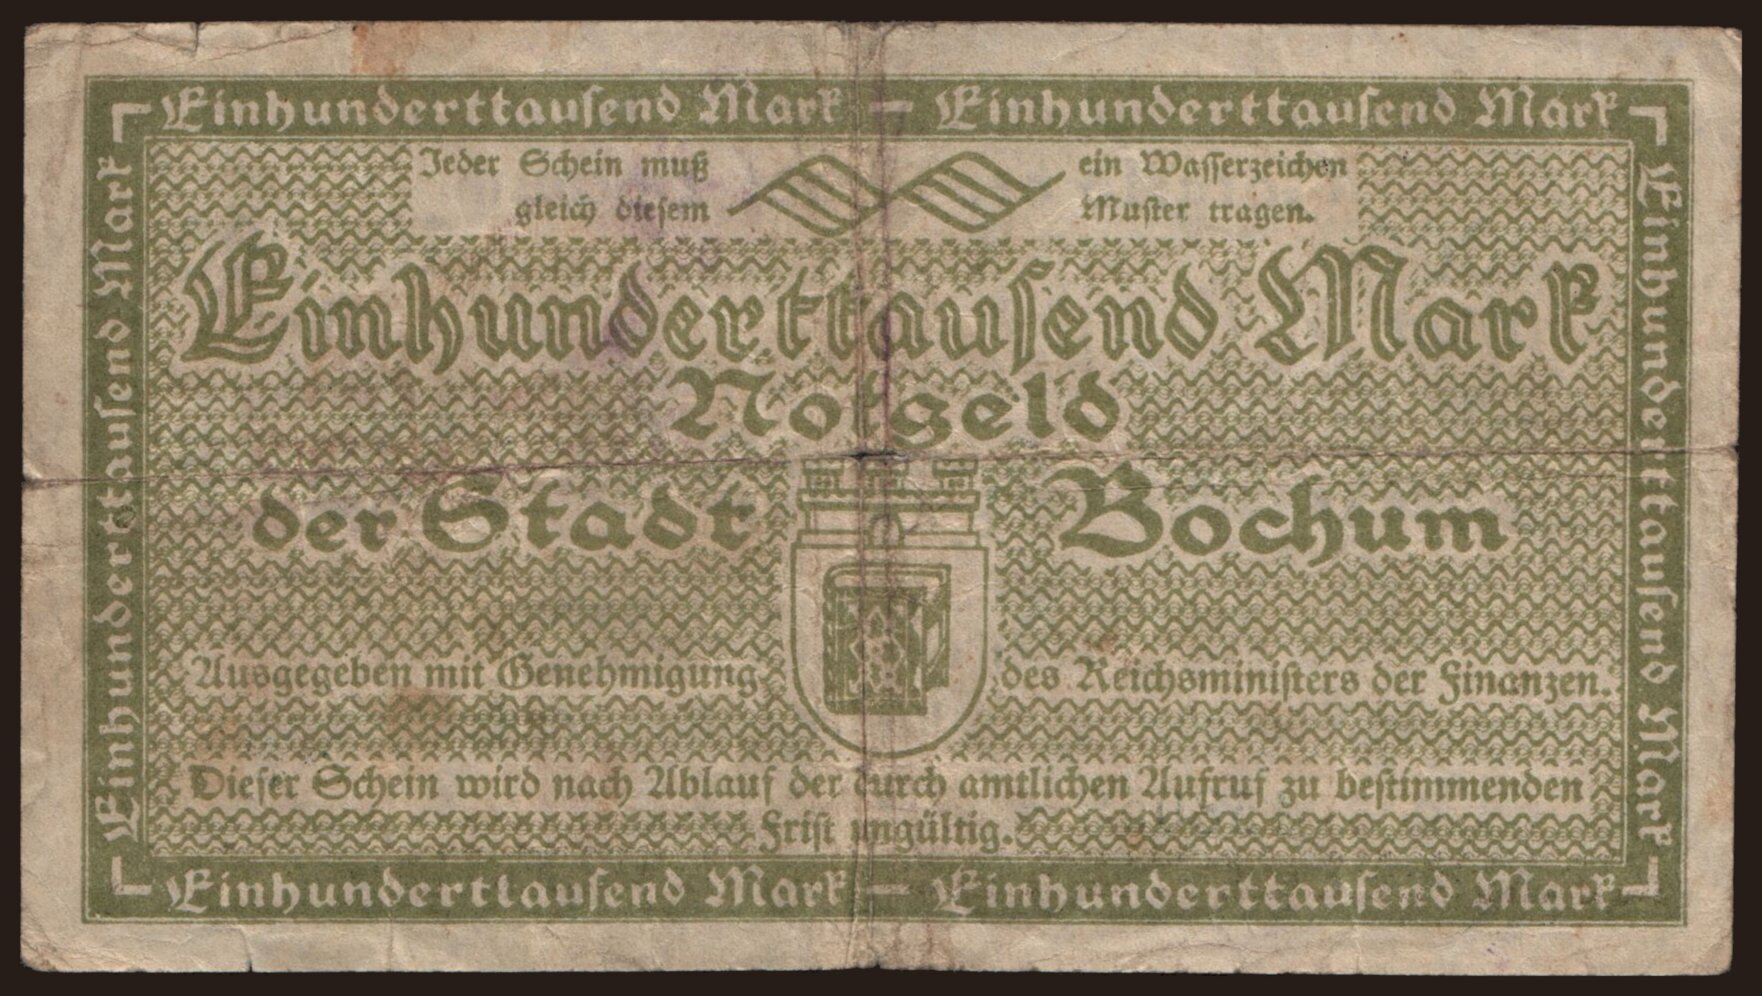 Einhunderttausend Mark — Einhunderttausend Mark
Jeder Schein muß
gleich diesem
ein Wasserzeichen
Muster tragen.
Einhunderttausend Mark
Notgeld
der Stadt Bochum
Ausgegeben mit Genehmigung des Reichsministers der Finanzen.
Dieser Schein wird nach Ablauf der durch amtlichen Aufruf zu bestimmenden
Frist ungültig.
Einhunderttausend Mark
Einhunderttausend Mark
Einhunderttausend Mark — Einhunderttausend Mark